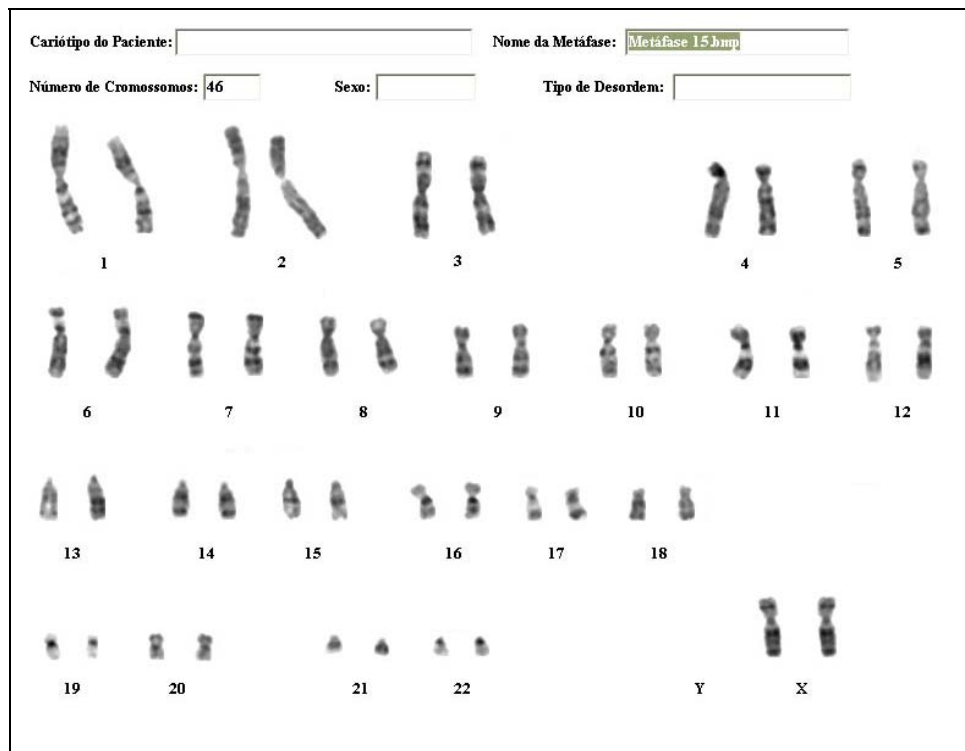 Cariótipo do Paciente: Nome da Metáfase: Metáfase 15.bmp
Número de Cromossomos: 46 Sexo: Tipo de Desordem:
1 2 3 4 5
6 7 8 9 10 11 12
13 14 15 16 17 18
19 20 21 22 Y X